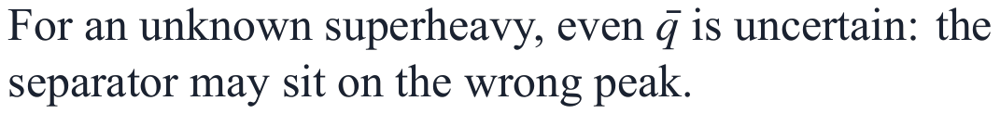 For an unknown superheavy, even q̄ is uncertain: the
separator may sit on the wrong peak.